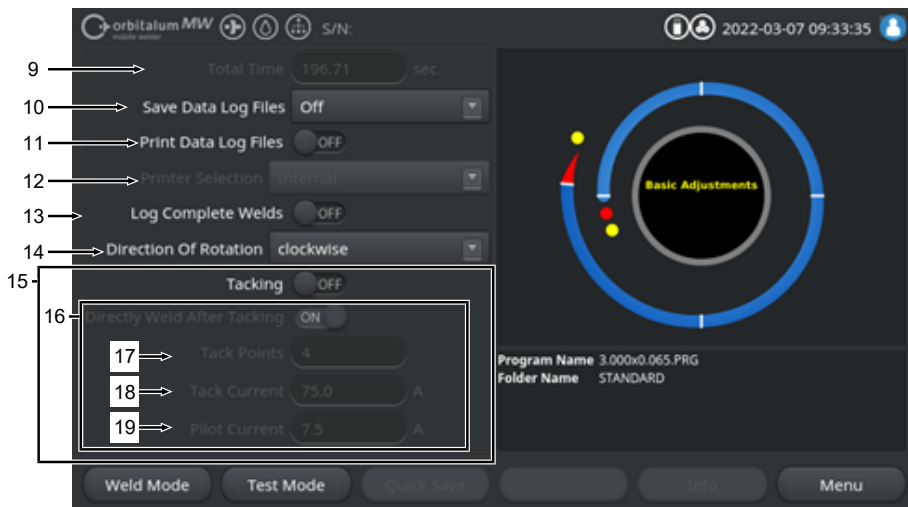 orbitalum MW
mobile welder
S/N:
2022-03-07 09:33:35
9 Total Time 196.71 sec.
10 Save Data Log Files Off
11 Print Data Log Files OFF
12 Printer Selection Internal
13 Log Complete Welds OFF
14 Direction Of Rotation clockwise
15 Tacking OFF
16 Directly Weld After Tacking ON
17 Tack Points 4
18 Tack Current 75.0 A
19 Pilot Current 7.5 A
Basic Adjustments
Program Name 3.000x0.065.PRG
Folder Name STANDARD
Weld Mode Test Mode Quick Save Info Menu